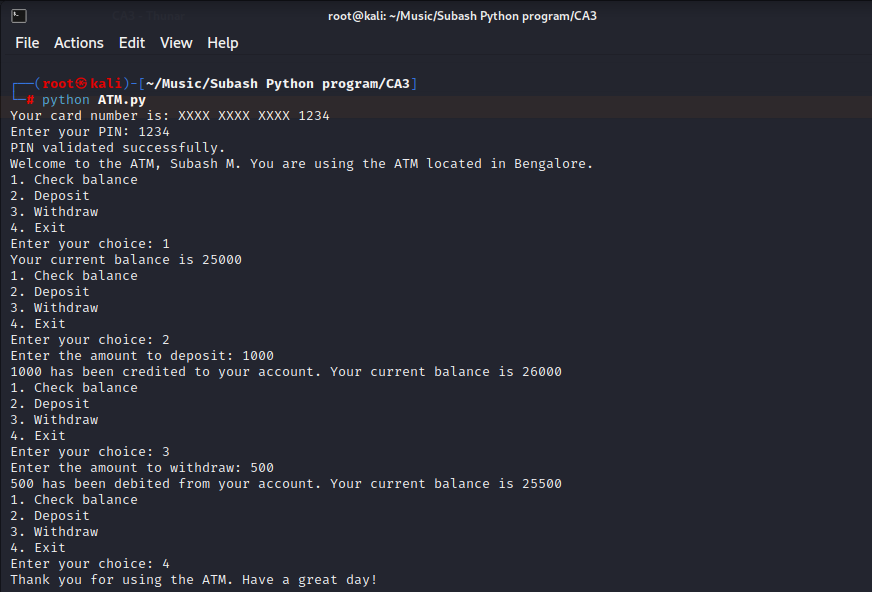 root@kali: ~/Music/Subash Python program/CA3
File Actions Edit View Help
┌──(root㉿kali)-[~/Music/Subash Python program/CA3]
└─# python ATM.py
Your card number is: XXXX XXXX XXXX 1234
Enter your PIN: 1234
PIN validated successfully.
Welcome to the ATM, Subash M. You are using the ATM located in Bengalore.
1. Check balance
2. Deposit
3. Withdraw
4. Exit
Enter your choice: 1
Your current balance is 25000
1. Check balance
2. Deposit
3. Withdraw
4. Exit
Enter your choice: 2
Enter the amount to deposit: 1000
1000 has been credited to your account. Your current balance is 26000
1. Check balance
2. Deposit
3. Withdraw
4. Exit
Enter your choice: 3
Enter the amount to withdraw: 500
500 has been debited from your account. Your current balance is 25500
1. Check balance
2. Deposit
3. Withdraw
4. Exit
Enter your choice: 4
Thank you for using the ATM. Have a great day!